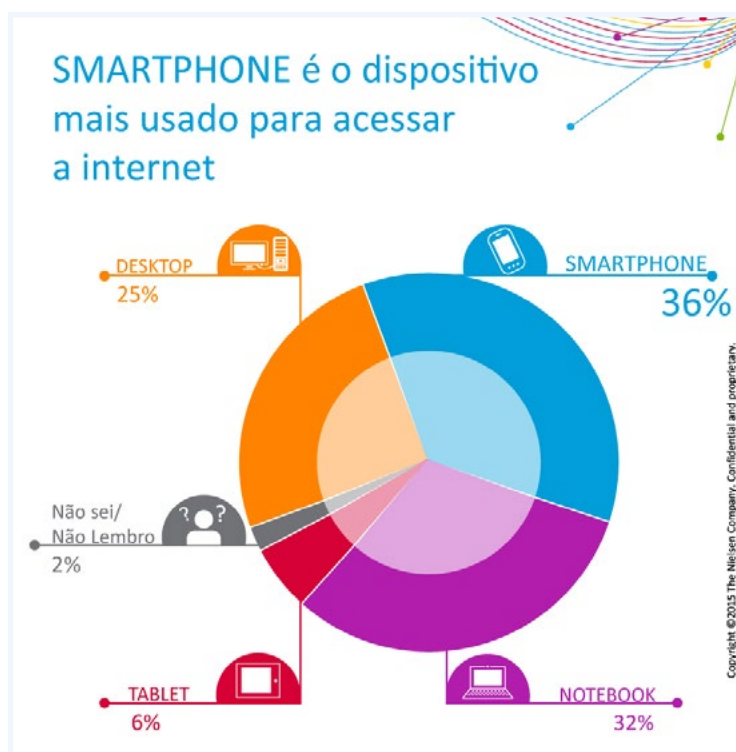 SMARTPHONE é o dispositivo
mais usado para acessar
a internet
DESKTOP
25%
SMARTPHONE
36%
Não sei/
Não Lembro
2%
TABLET
6%
NOTEBOOK
32%
Copyright ©2015 The Nielsen Company. Confidential and proprietary.